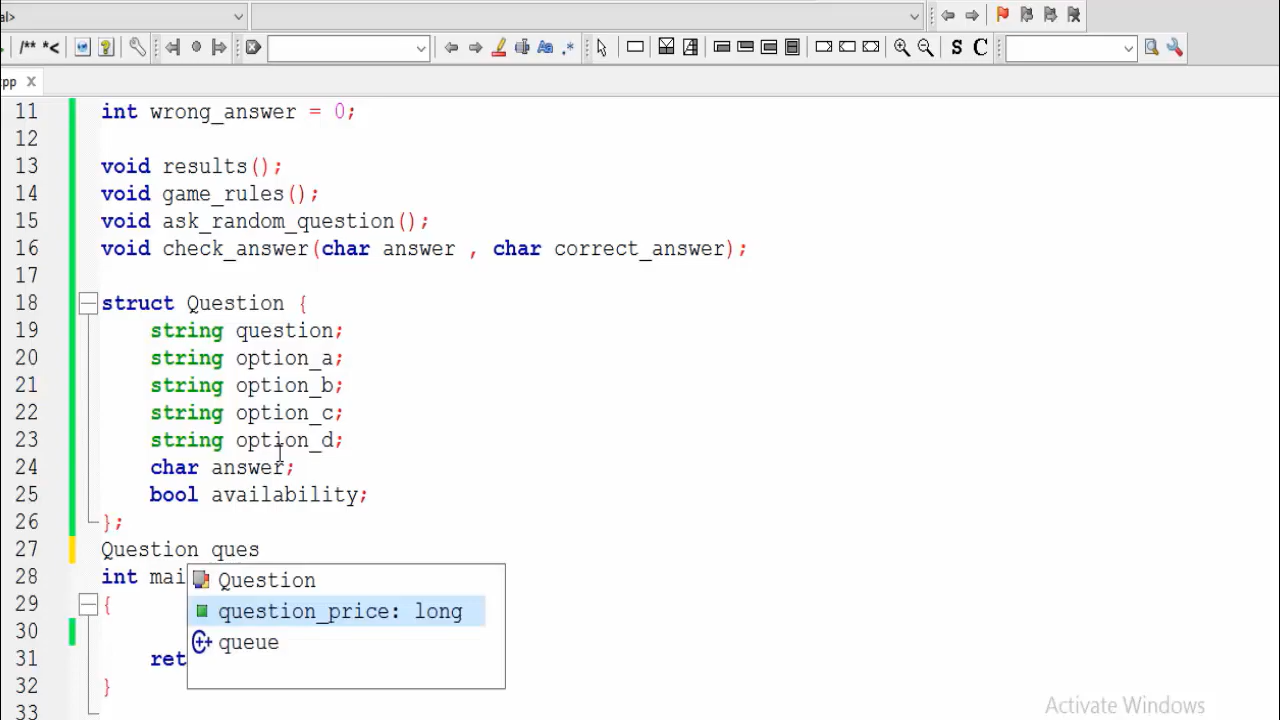 al>
/** *<
S C
cpp X
11 int wrong_answer = 0;
12
13 void results();
14 void game_rules();
15 void ask_random_question();
16 void check_answer(char answer , char correct_answer);
17
18 struct Question {
19 string question;
20 string option_a;
21 string option_b;
22 string option_c;
23 string option_d;
24 char answer;
25 bool availability;
26 };
27 Question ques
28 int mai
Question
29 {
question_price: long
30
queue
31 ret
32 }
33
Activate Windows